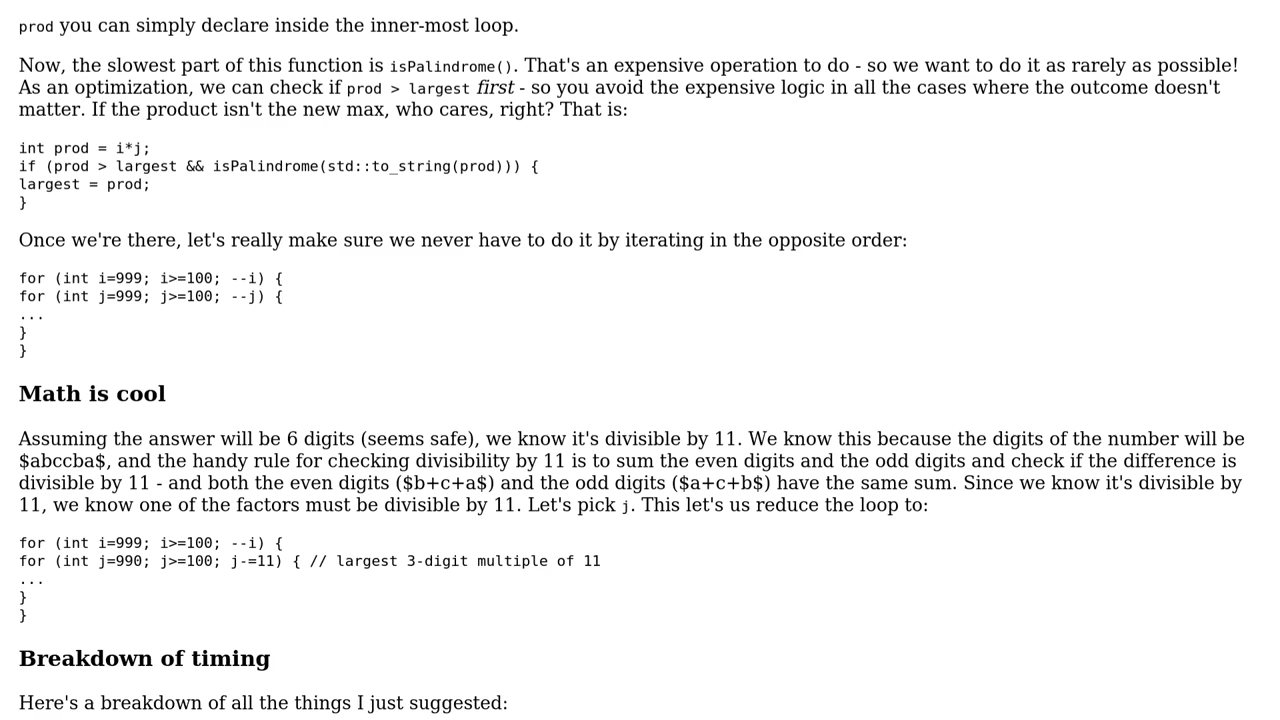 prod you can simply declare inside the inner-most loop.
Now, the slowest part of this function is isPalindrome(). That's an expensive operation to do - so we want to do it as rarely as possible!
As an optimization, we can check if prod > largest first - so you avoid the expensive logic in all the cases where the outcome doesn't
matter. If the product isn't the new max, who cares, right? That is:
int prod = i*j;
if (prod > largest && isPalindrome(std::to_string(prod))) {
largest = prod;
}
Once we're there, let's really make sure we never have to do it by iterating in the opposite order:
for (int i=999; i>=100; --i) {
for (int j=999; j>=100; --j) {
...
}
}
Math is cool
Assuming the answer will be 6 digits (seems safe), we know it's divisible by 11. We know this because the digits of the number will be
$abccba$, and the handy rule for checking divisibility by 11 is to sum the even digits and the odd digits and check if the difference is
divisible by 11 - and both the even digits ($b+c+a$) and the odd digits ($a+c+b$) have the same sum. Since we know it's divisible by
11, we know one of the factors must be divisible by 11. Let's pick j. This let's us reduce the loop to:
for (int i=999; i>=100; --i) {
for (int j=990; j>=100; j-=11) { // largest 3-digit multiple of 11
...
}
}
Breakdown of timing
Here's a breakdown of all the things I just suggested: